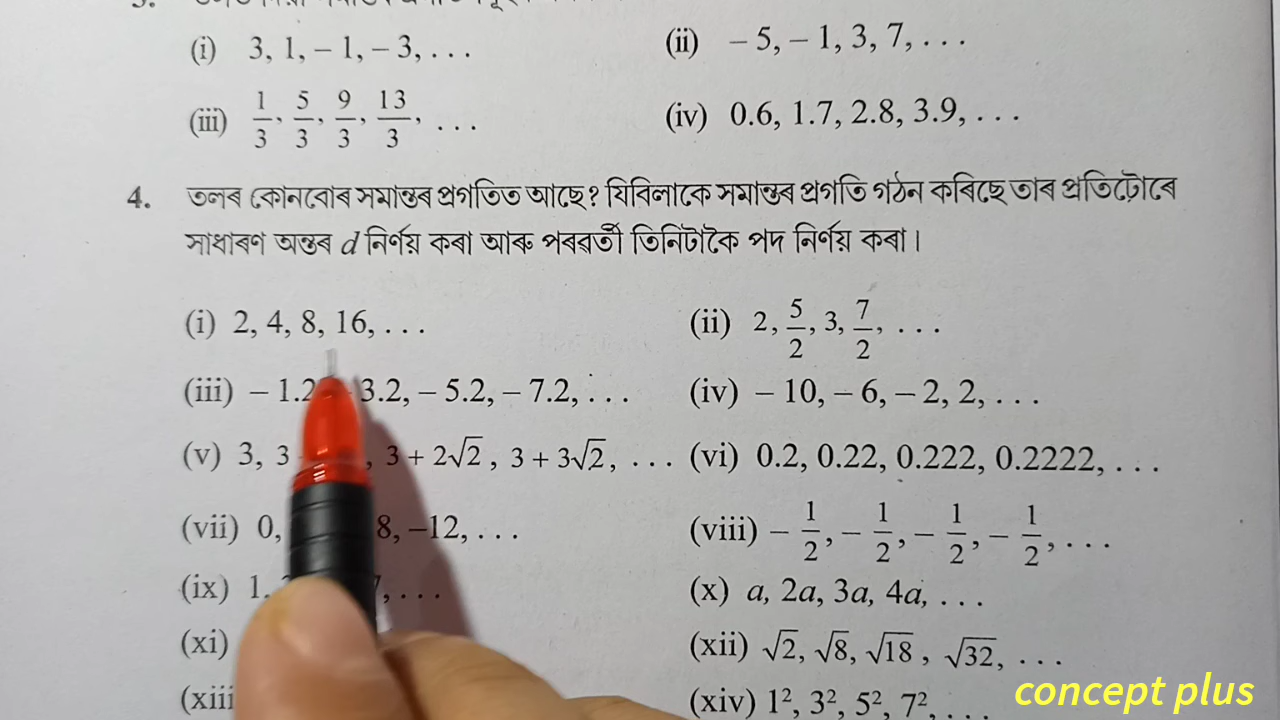 (i) 3, 1, – 1, – 3, . . .
(ii) – 5, – 1, 3, 7, . . .
(iii) 1/3, 5/3, 9/3, 13/3, . . .
(iv) 0.6, 1.7, 2.8, 3.9, . . .
4. তলৰ কোনবোৰ সমান্তৰ প্ৰগতিত আছে? যিবিলাকে সমান্তৰ প্ৰগতি গঠন কৰিছে তাৰ প্ৰতিটোৰে
সাধাৰণ অন্তৰ d নিৰ্ণয় কৰা আৰু পৰৱৰ্তী তিনিটাকৈ পদ নিৰ্ণয় কৰা।
(i) 2, 4, 8, 16, . . .
(ii) 2, 5/2, 3, 7/2, . . .
(iii) – 1.2, – 3.2, – 5.2, – 7.2, . . .
(iv) – 10, – 6, – 2, 2, . . .
(v) 3, 3 , 3 + 2√2, 3 + 3√2, . . .
(vi) 0.2, 0.22, 0.222, 0.2222, . . .
(vii) 0, 8, –12, . . .
(viii) – 1/2, – 1/2, – 1/2, – 1/2, . . .
(ix) 1, , . . .
(x) a, 2a, 3a, 4a, . . .
(xi)
(xii) √2, √8, √18, √32, . . .
(xiii
(xiv) 1², 3², 5², 7², . . .
concept plus